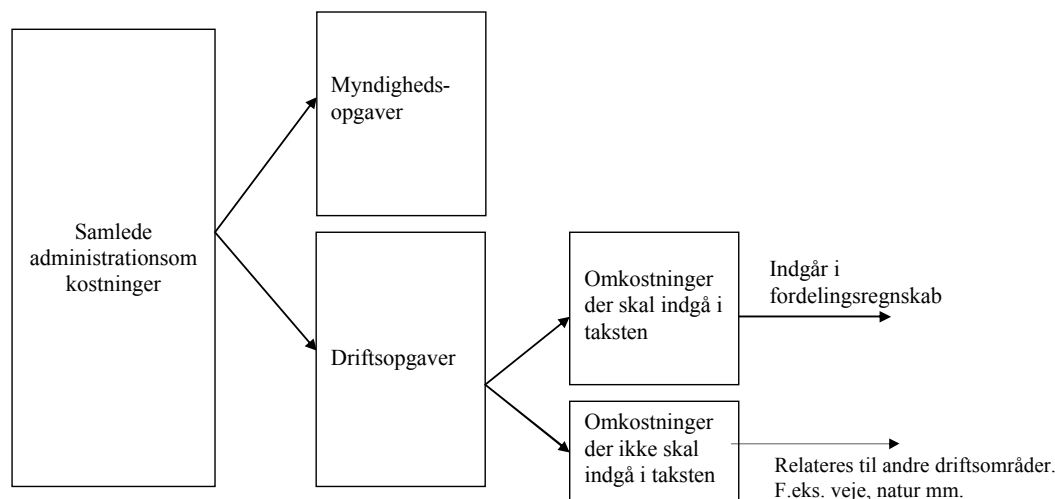 Samlede
administrationsom
kostninger
Myndigheds-
opgaver
Driftsopgaver
Omkostninger
der skal indgå i
taksten
Indgår i
fordelingsregnskab
Omkostninger
der ikke skal
indgå i taksten
Relateres til andre driftsområder.
F.eks. veje, natur mm.